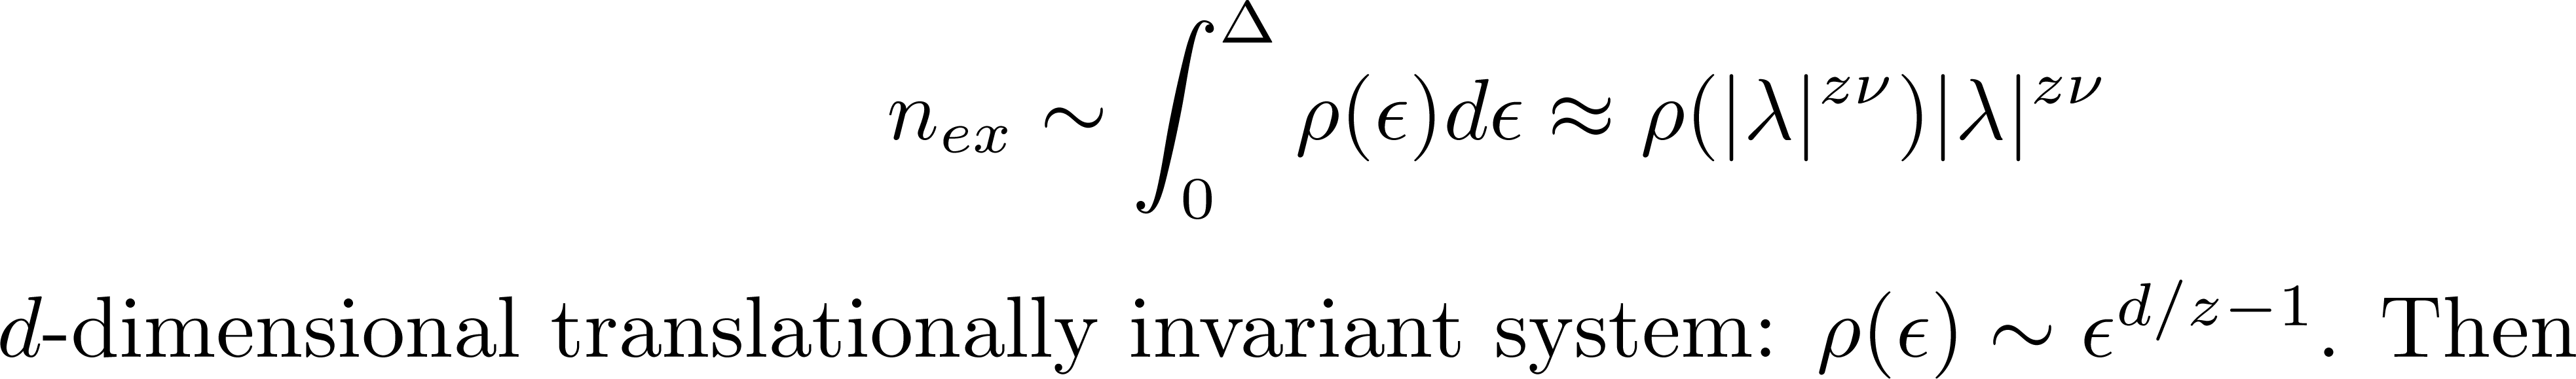 $n_{ex} \sim \int_0^{\Delta} \rho(\epsilon) d\epsilon \approx \rho(|\lambda|^{z\nu})|\lambda|^{z\nu}$
d-dimensional translationally invariant system: $\rho(\epsilon) \sim \epsilon^{d/z-1}$. Then